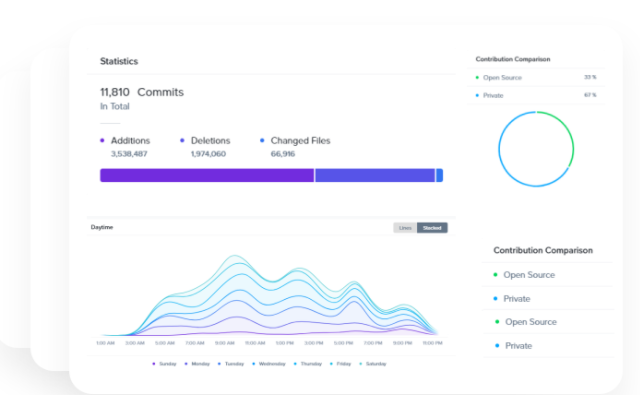 Statistics
11,810 Commits
In Total
Additions Deletions Changed Files
3,538,487 1,974,060 66,916
Daytime Lines Stacked
1:00 AM 3:00 AM 5:00 AM 7:00 AM 9:00 AM 11:00 AM 1:00 PM 3:00 PM 5:00 PM 7:00 PM 9:00 PM 11:00 PM
Sunday Monday Tuesday Wednesday Thursday Friday Saturday
Contribution Comparison
Open Source 33 %
Private 67 %
Contribution Comparison
Open Source
Private
Open Source
Private